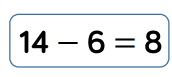 14 − 6 = 8